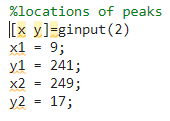 %locations of peaks
[x y]=ginput(2)
x1 = 9;
y1 = 241;
x2 = 249;
y2 = 17;